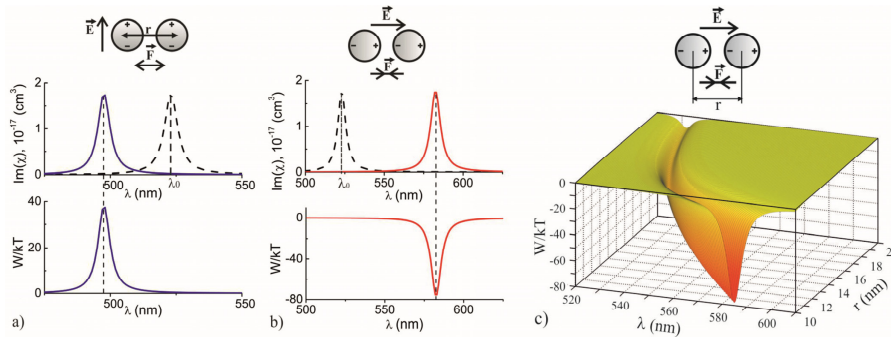 E
+ +
r
- -
F
Im(χ), 10⁻¹⁷ (cm³)
2
1
0
500 λ₀ 550
λ (nm)
W/kT
40
20
0
500 550
λ (nm)
a)
E
- + - +
F
Im(χ), 10⁻¹⁷ (cm³)
2
1
0
500 λ₀ 550 600
λ (nm)
W/kT
0
-40
-80
500 550 600
λ (nm)
b)
E
- + - +
F
r
W/kT
0
-20
-40
-60
-80
520
540
560
580
600
λ (nm)
10
12
14
16
18
2
r (nm)
c)